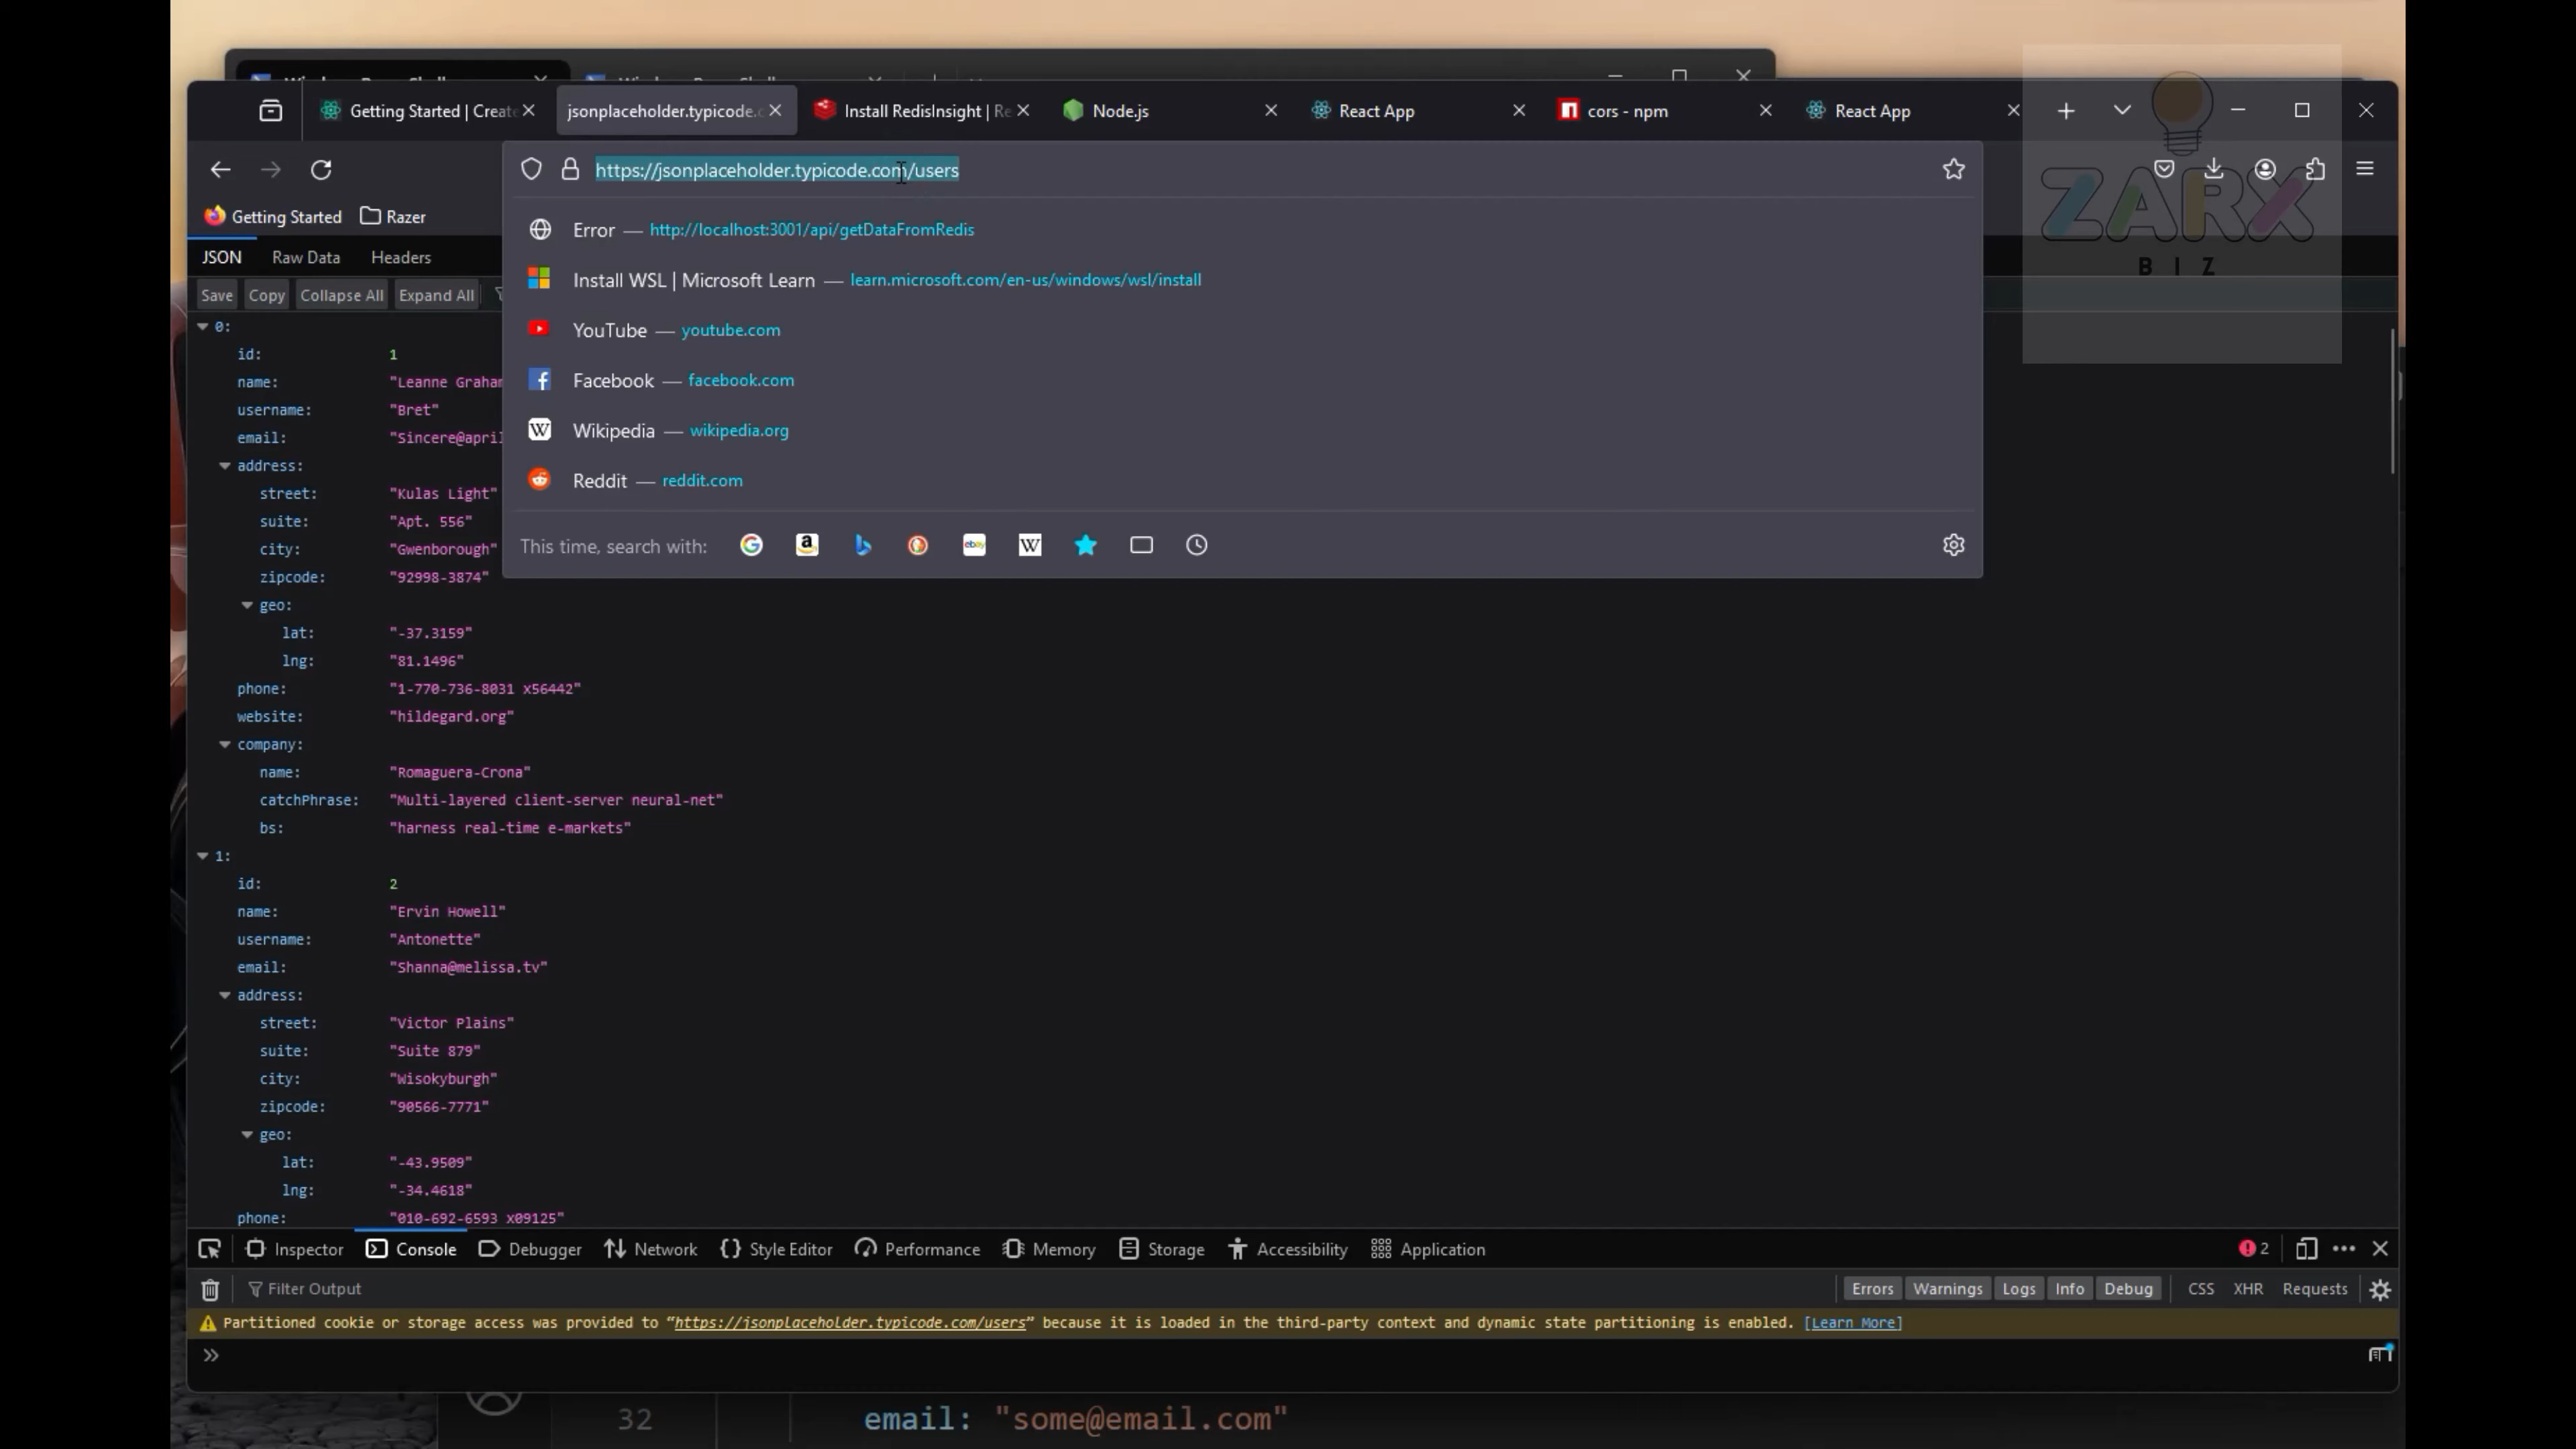 Getting Started | Create
jsonplaceholder.typicode.c
Install RedisInsight | Re
Node.js
React App
cors - npm
React App
https://jsonplaceholder.typicode.com/users
ZARX
BIZ
Getting Started
Razer
Error — http://localhost:3001/api/getDataFromRedis
Install WSL | Microsoft Learn — learn.microsoft.com/en-us/windows/wsl/install
YouTube — youtube.com
Facebook — facebook.com
Wikipedia — wikipedia.org
Reddit — reddit.com
This time, search with:
JSON Raw Data Headers
Save Copy Collapse All Expand All
0:
id: 1
name: "Leanne Graham
username: "Bret"
email: "Sincere@april
address:
street: "Kulas Light"
suite: "Apt. 556"
city: "Gwenborough"
zipcode: "92998-3874"
geo:
lat: "-37.3159"
lng: "81.1496"
phone: "1-770-736-8031 x56442"
website: "hildegard.org"
company:
name: "Romaguera-Crona"
catchPhrase: "Multi-layered client-server neural-net"
bs: "harness real-time e-markets"
1:
id: 2
name: "Ervin Howell"
username: "Antonette"
email: "Shanna@melissa.tv"
address:
street: "Victor Plains"
suite: "Suite 879"
city: "Wisokyburgh"
zipcode: "90566-7771"
geo:
lat: "-43.9509"
lng: "-34.4618"
phone: "010-692-6593 x09125"
Inspector Console Debugger Network Style Editor Performance Memory Storage Accessibility Application 2
Filter Output Errors Warnings Logs Info Debug CSS XHR Requests
Partitioned cookie or storage access was provided to “https://jsonplaceholder.typicode.com/users” because it is loaded in the third-party context and dynamic state partitioning is enabled. [Learn More]
32 email: "some@email.com"